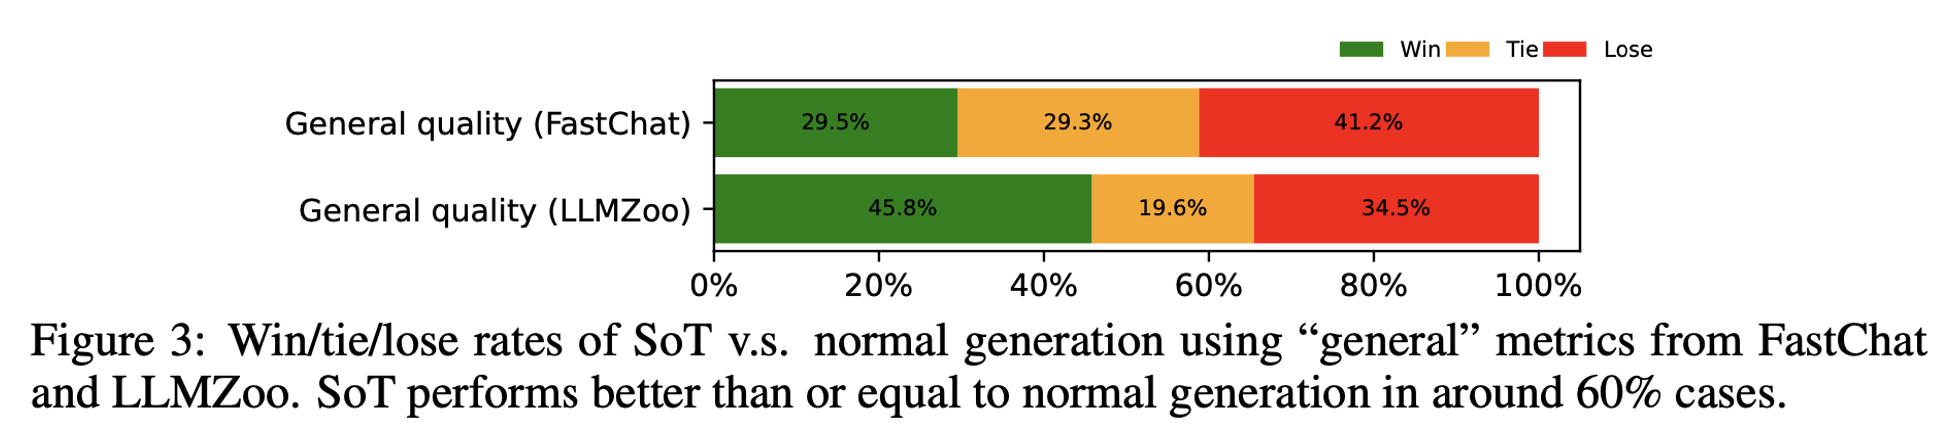 Win Tie Lose
General quality (FastChat) 29.5% 29.3% 41.2%
General quality (LLMZoo) 45.8% 19.6% 34.5%
0% 20% 40% 60% 80% 100%
Figure 3: Win/tie/lose rates of SoT v.s. normal generation using “general” metrics from FastChat
and LLMZoo. SoT performs better than or equal to normal generation in around 60% cases.